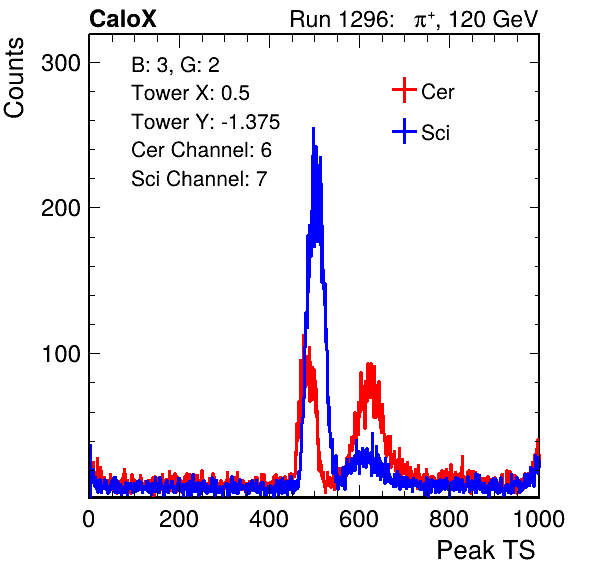 CaloX
Run 1296: π⁺, 120 GeV
B: 3, G: 2
Tower X: 0.5
Tower Y: -1.375
Cer Channel: 6
Sci Channel: 7
Cer
Sci
Counts
300
200
100
0 200 400 600 800 1000
Peak TS